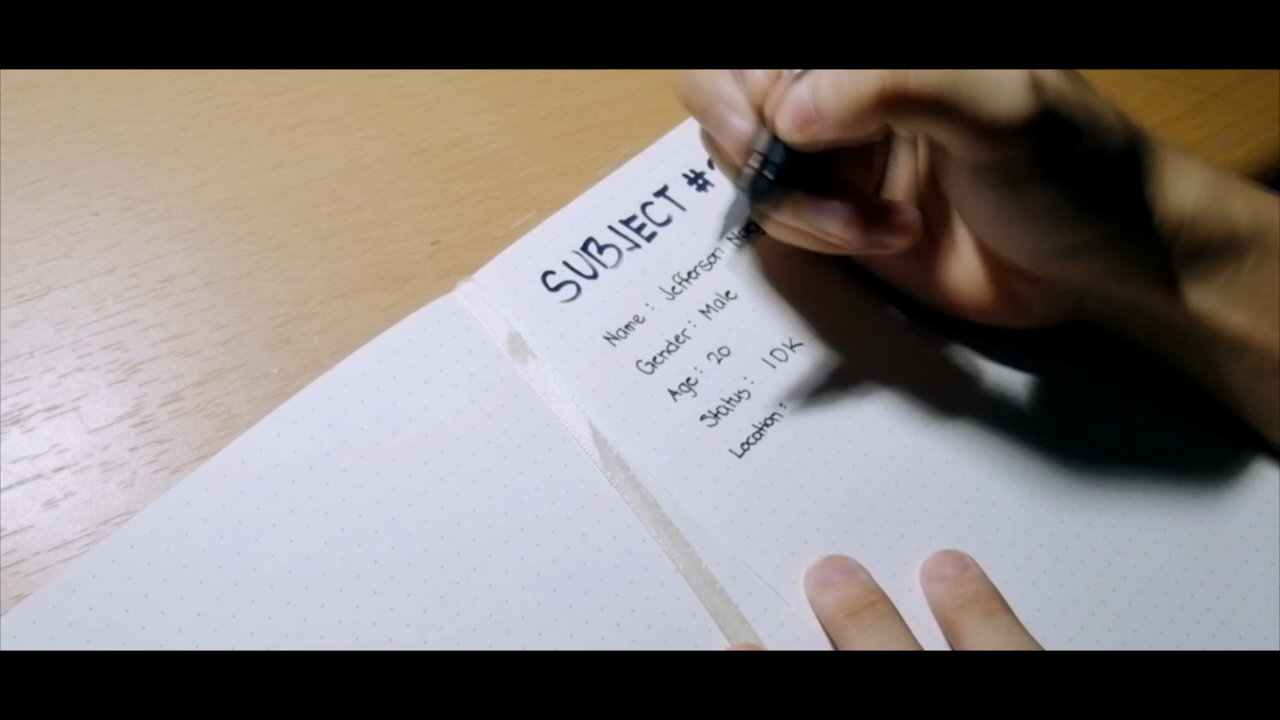 SUBJECT #
Name: Jefferson
Gender: Male
Age: 20
Status: 10K
Location: